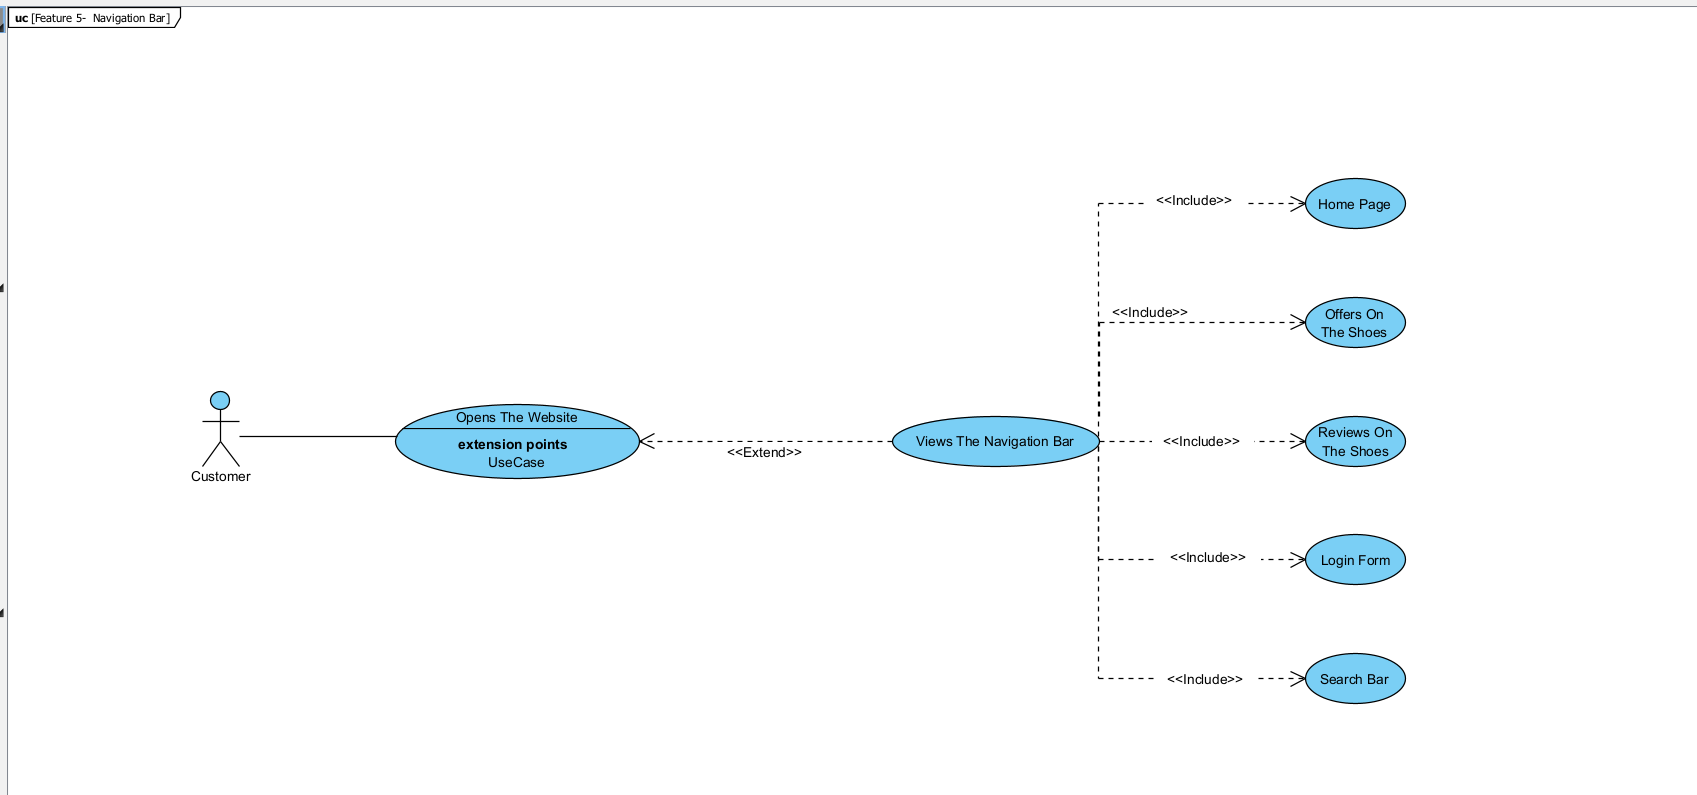 uc [Feature 5- Navigation Bar]
<<Include>>
Home Page
<<Include>>
Offers On
The Shoes
Customer
Opens The Website
extension points
UseCase
<<Extend>>
Views The Navigation Bar
<<Include>>
Reviews On
The Shoes
<<Include>>
Login Form
<<Include>>
Search Bar